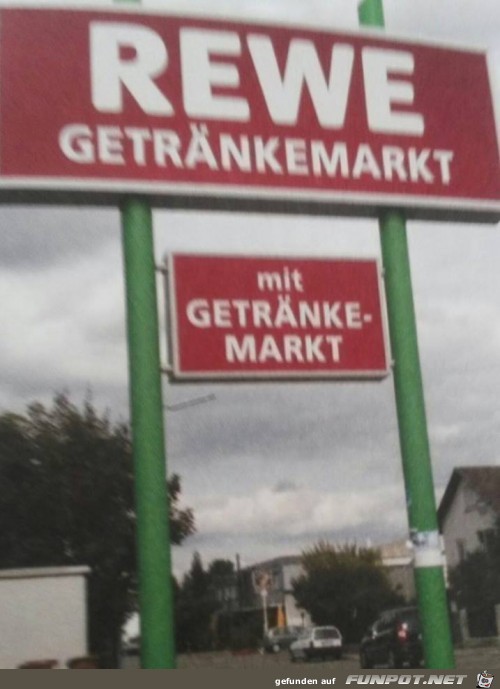 REWE
GETRÄNKEMARKT
mit
GETRÄNKE-
MARKT
gefunden auf FUNPOT.NET